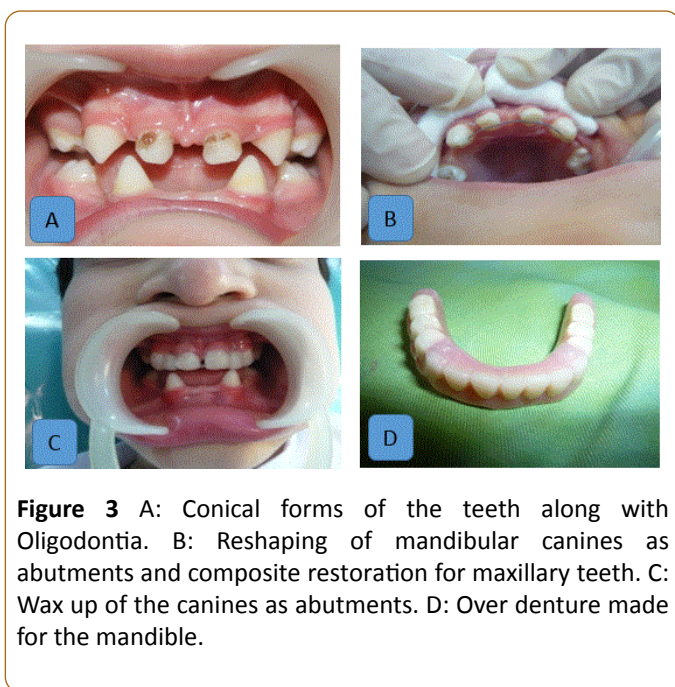 A
B
C
D
Figure 3 A: Conical forms of the teeth along with
Oligodontia. B: Reshaping of mandibular canines as
abutments and composite restoration for maxillary teeth. C:
Wax up of the canines as abutments. D: Over denture made
for the mandible.